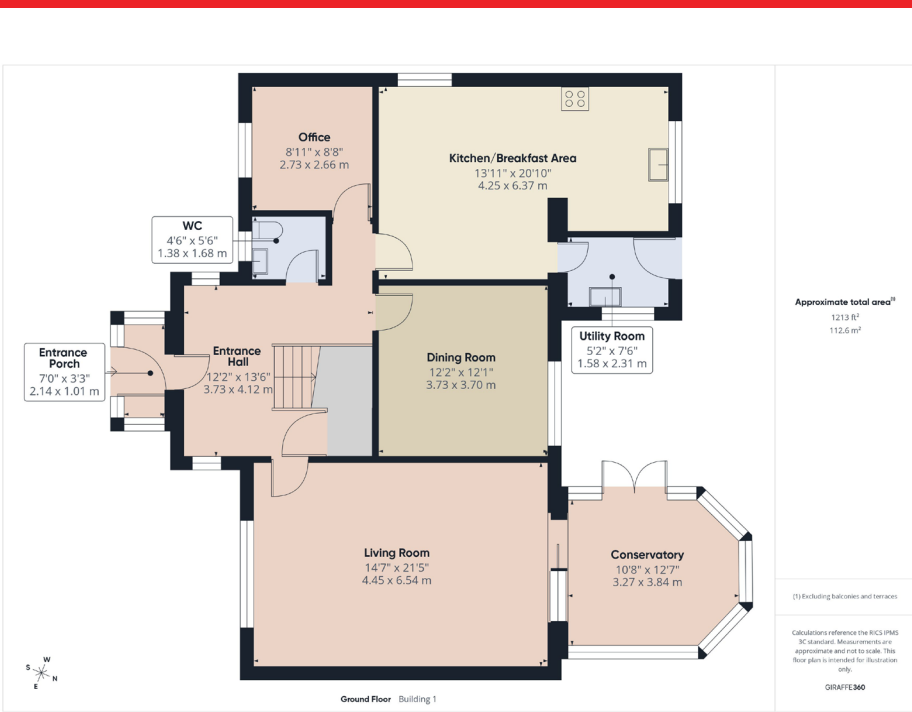 Office
8'11" x 8'8"
2.73 x 2.66 m
Kitchen/Breakfast Area
13'11" x 20'10"
4.25 x 6.37 m
WC
4'6" x 5'6"
1.38 x 1.68 m
Approximate total area(1)
1213 ft²
112.6 m²
Utility Room
5'2" x 7'6"
1.58 x 2.31 m
Entrance
Porch
7'0" x 3'3"
2.14 x 1.01 m
Entrance
Hall
12'2" x 13'6"
3.73 x 4.12 m
Dining Room
12'2" x 12'1"
3.73 x 3.70 m
Living Room
14'7" x 21'5"
4.45 x 6.54 m
Conservatory
10'8" x 12'7"
3.27 x 3.84 m
(1) Excluding balconies and terraces
Calculations reference the RICS IPMS
3C standard. Measurements are
approximate and not to scale. This
floor plan is intended for illustration
only.
GIRAFFE360
W
S
N
E
Ground Floor Building 1